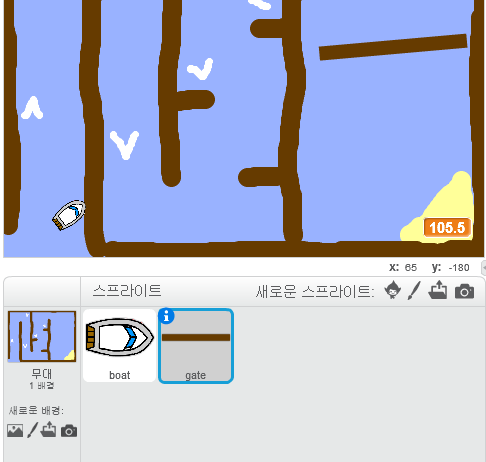 105.5
x: 65 y: -180
스프라이트 새로운 스프라이트:
boat
gate
무대
1 배경
새로운 배경: